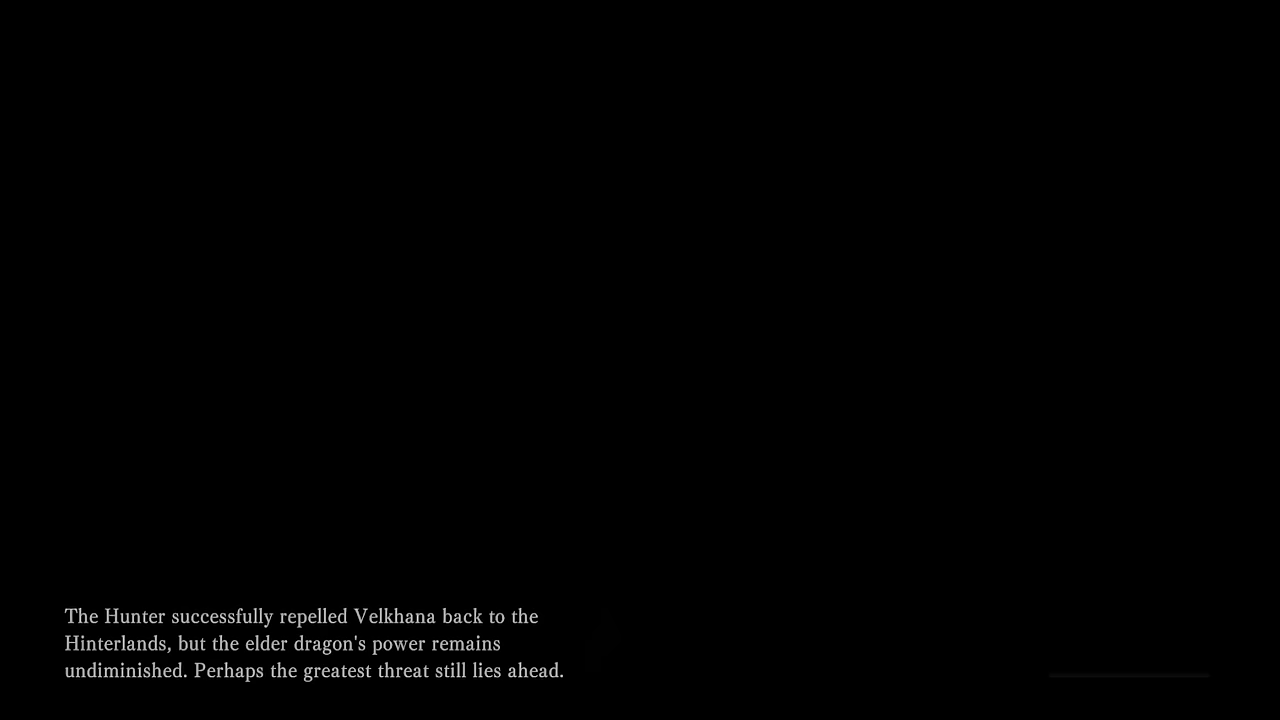 The Hunter successfully repelled Velkhana back to the
Hinterlands, but the elder dragon's power remains
undiminished. Perhaps the greatest threat still lies ahead.